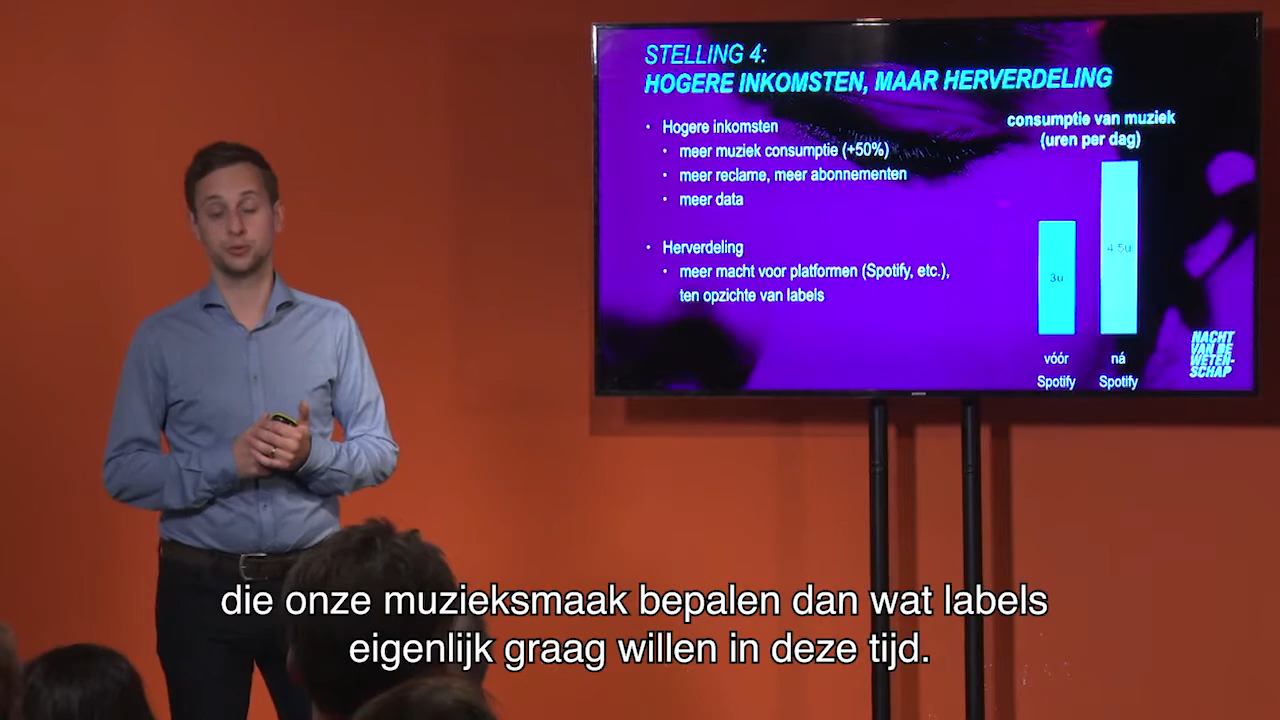 STELLING 4:
HOGERE INKOMSTEN, MAAR HERVERDELING
• Hogere inkomsten
• meer muziek consumptie (+50%)
• meer reclame, meer abonnementen
• meer data
• Herverdeling
• meer macht voor platformen (Spotify, etc.),
ten opzichte van labels
consumptie van muziek
(uren per dag)
3u
4.5u
vóór
Spotify
ná
Spotify
NACHT
VAN DE
WETEN-
SCHAP
die onze muzieksmaak bepalen dan wat labels
eigenlijk graag willen in deze tijd.